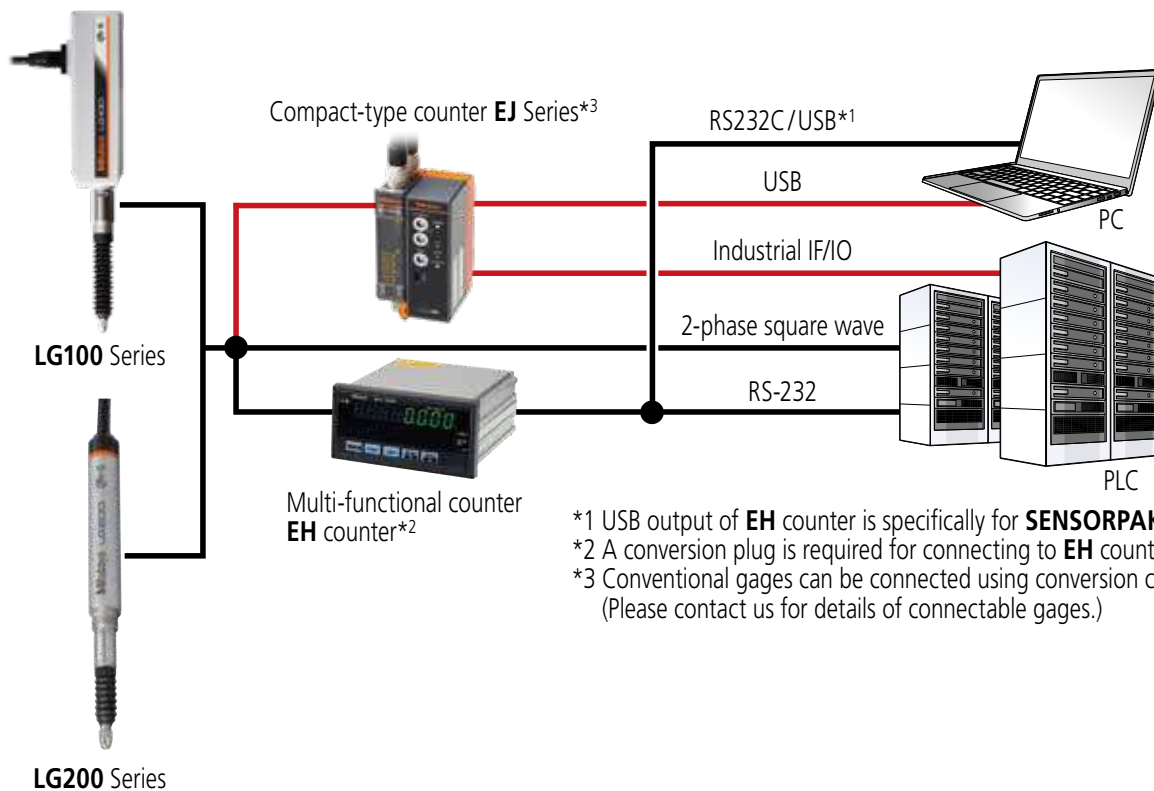 Compact-type counter EJ Series*3
RS232C/USB*1
USB
PC
Industrial IF/IO
2-phase square wave
LG100 Series
RS-232
PLC
Multi-functional counter
EH counter*2
*1 USB output of EH counter is specifically for SENSORPAK
*2 A conversion plug is required for connecting to EH count
*3 Conventional gages can be connected using conversion c
(Please contact us for details of connectable gages.)
LG200 Series